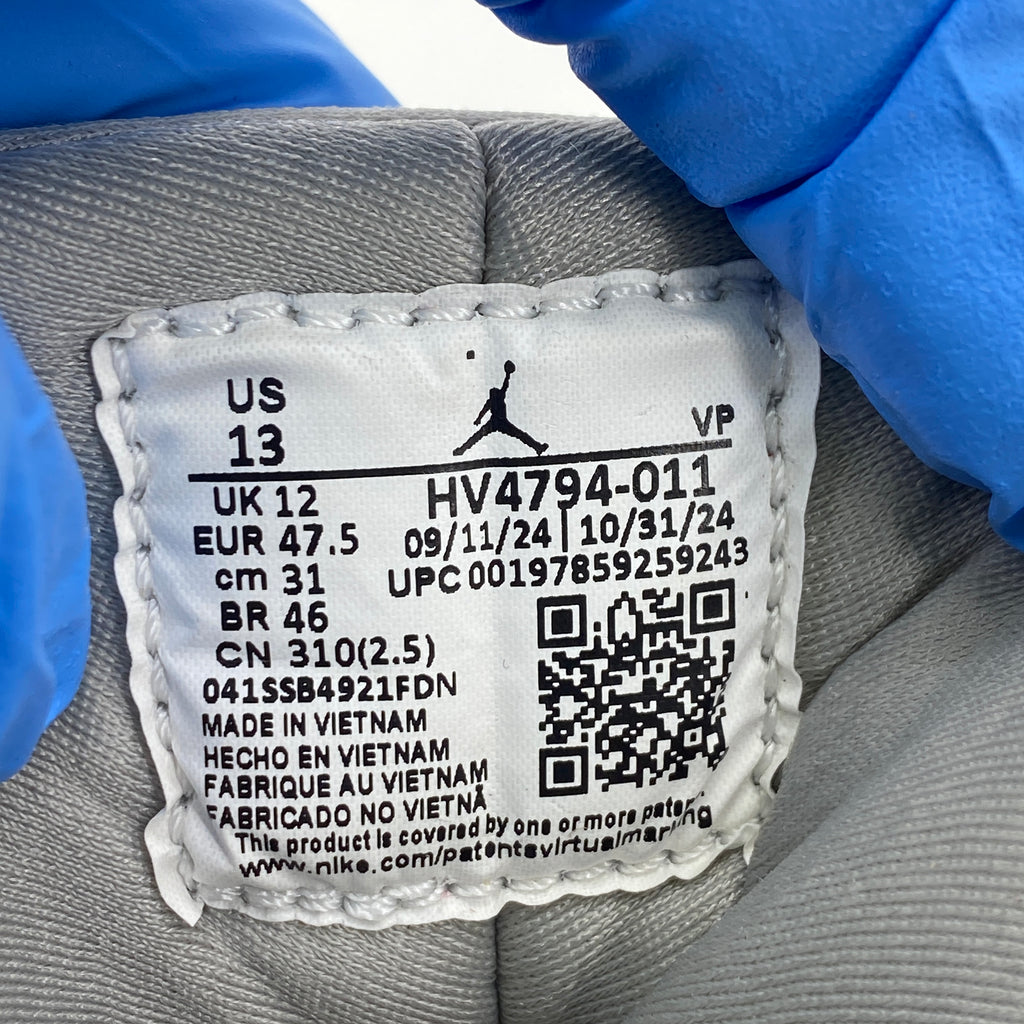 US
13
VP
UK 12
HV4794-011
EUR 47.5
09/11/24 | 10/31/24
cm 31
UPC 00197859259243
BR 46
CN 310(2.5)
041SSB4921FDN
MADE IN VIETNAM
HECHO EN VIETNAM
FABRIQUE AU VIETNAM
FABRICADO NO VIETNÃ
This product is covered by one or more patents.
www.nike.com/patentsvirtualmarking